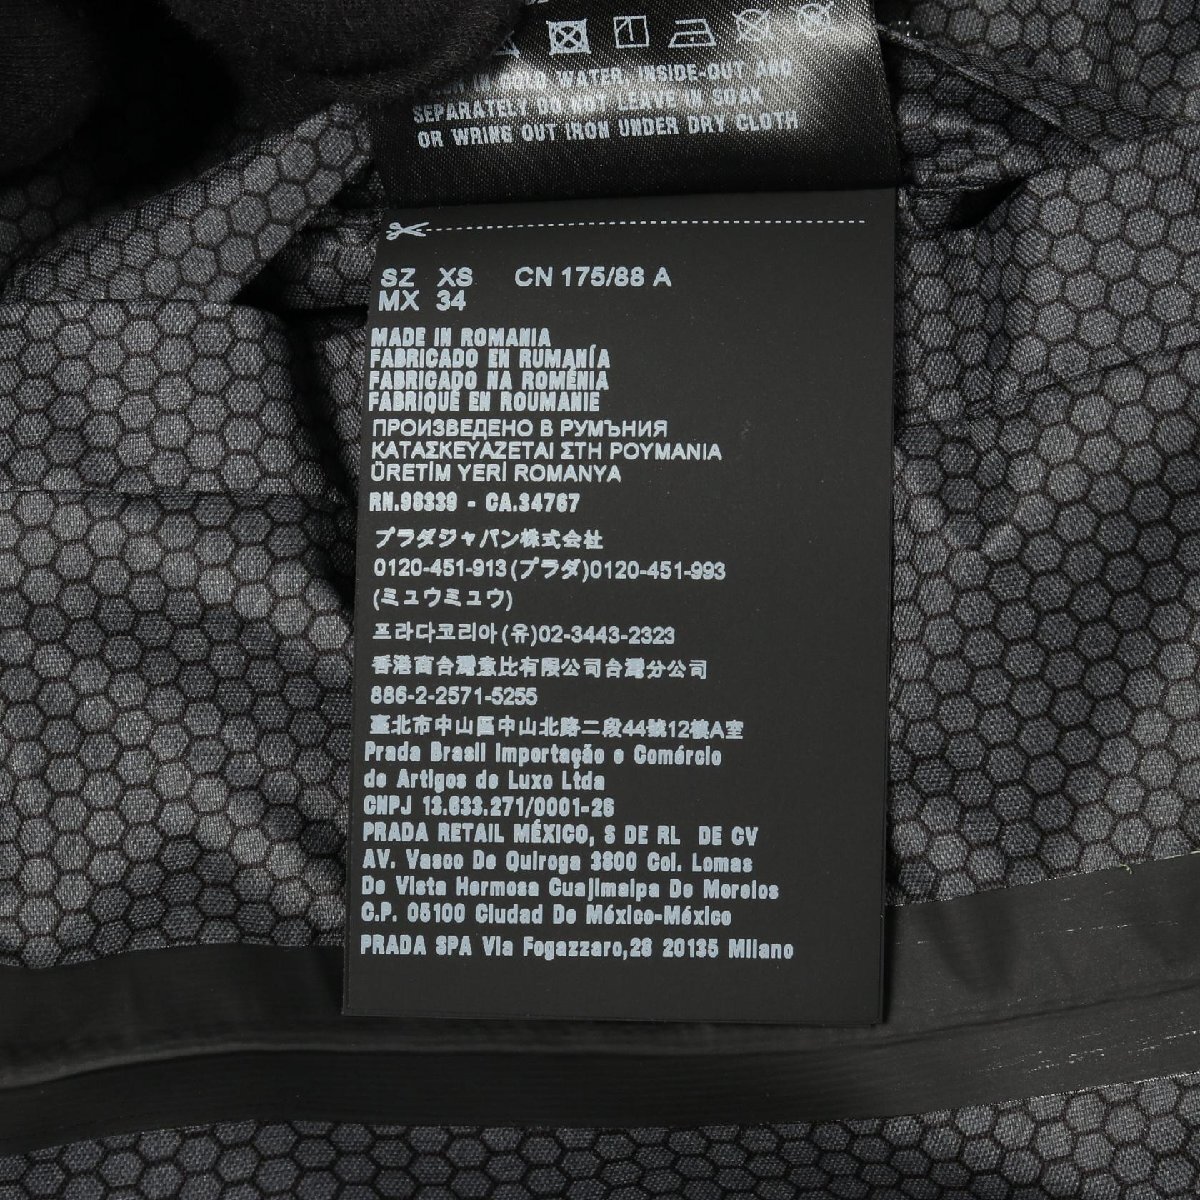 IN COLD WATER, INSIDE-OUT AND
SEPARATELY DO NOT LEAVE IN SOAK
OR WRING OUT IRON UNDER DRY CLOTH
SZ XS CN 175/88 A
MX 34
MADE IN ROMANIA
FABRICADO EN RUMANÍA
FABRICADO NA ROMÉNIA
FABRIQUE EN ROUMANIE
ПРОИЗВЕДЕНО В РУМЪНИЯ
ΚΑΤΑΣΚΕΥΑΖΕΤΑΙ ΣΤΗ ΡΟΥΜΑΝΙΑ
ÜRETİM YERİ ROMANYA
RN.98339 - CA.34767
プラダジャパン株式会社
0120-451-913(プラダ)0120-451-993
(ミュウミュウ)
프라다코리아(유)02-3443-2323
香港商台灣意比有限公司台灣分公司
886-2-2571-5255
臺北市中山區中山北路二段44號12樓A室
Prada Brasil Importação e Comércio
de Artigos de Luxo Ltda
CNPJ 13.633.271/0001-26
PRADA RETAIL MÉXICO, S DE RL DE CV
AV. Vasco De Quiroga 3800 Col. Lomas
De Vista Hermosa Cuajimalpa De Morelos
C.P. 05100 Ciudad De México-México
PRADA SPA Via Fogazzaro,28 20135 Milano